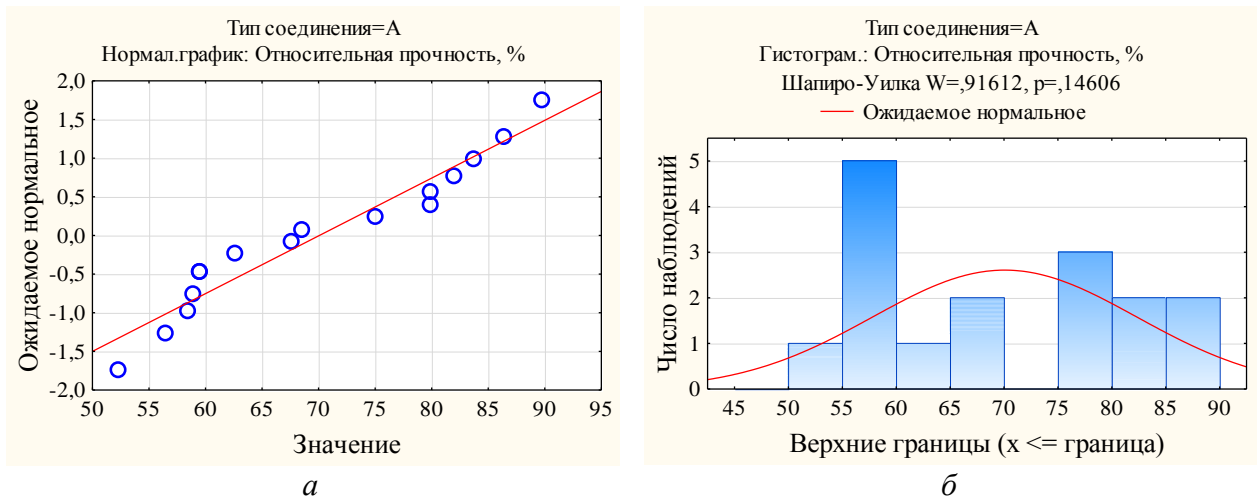 Тип соединения=А
Нормал.график: Относительная прочность, %
Ожидаемое нормальное
2,0
1,5
1,0
0,5
0,0
-0,5
-1,0
-1,5
-2,0
50 55 60 65 70 75 80 85 90 95
Значение
а
Тип соединения=А
Гистограм.: Относительная прочность, %
Шапиро-Уилка W=,91612, p=,14606
Ожидаемое нормальное
Число наблюдений
5
4
3
2
1
0
45 50 55 60 65 70 75 80 85 90
Верхние границы (x <= граница)
б